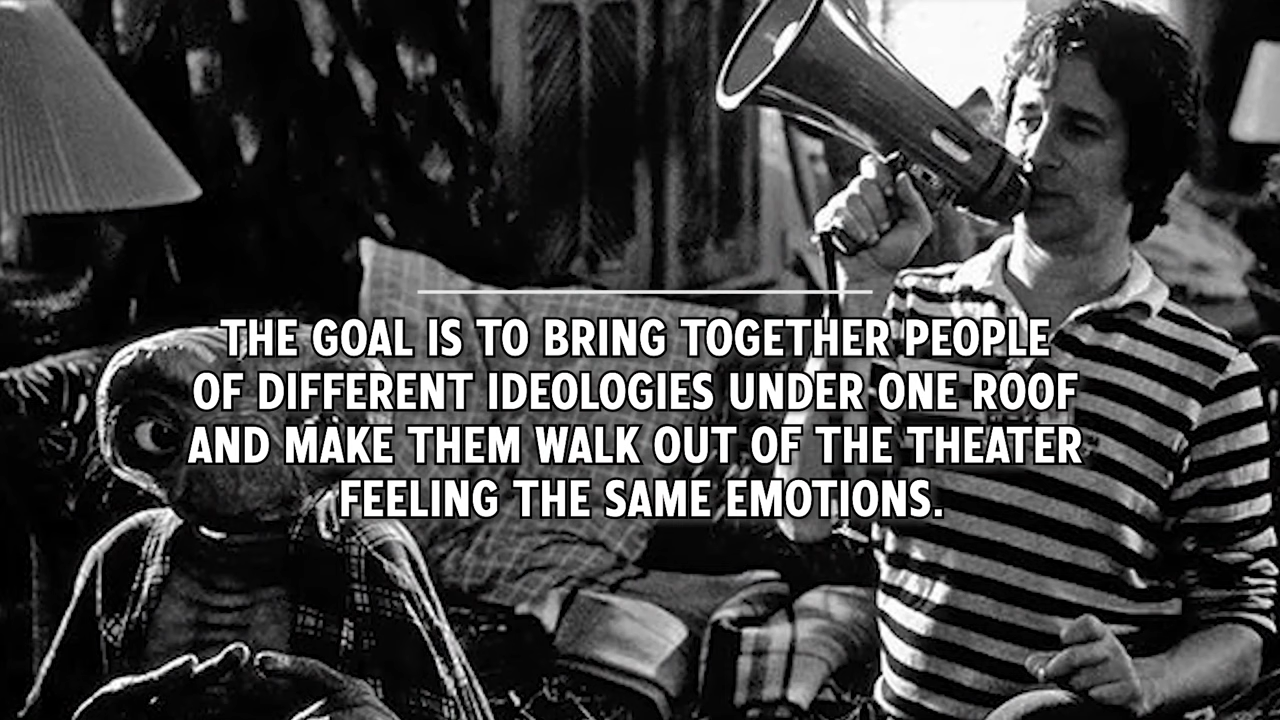 THE GOAL IS TO BRING TOGETHER PEOPLE
OF DIFFERENT IDEOLOGIES UNDER ONE ROOF
AND MAKE THEM WALK OUT OF THE THEATER
FEELING THE SAME EMOTIONS.